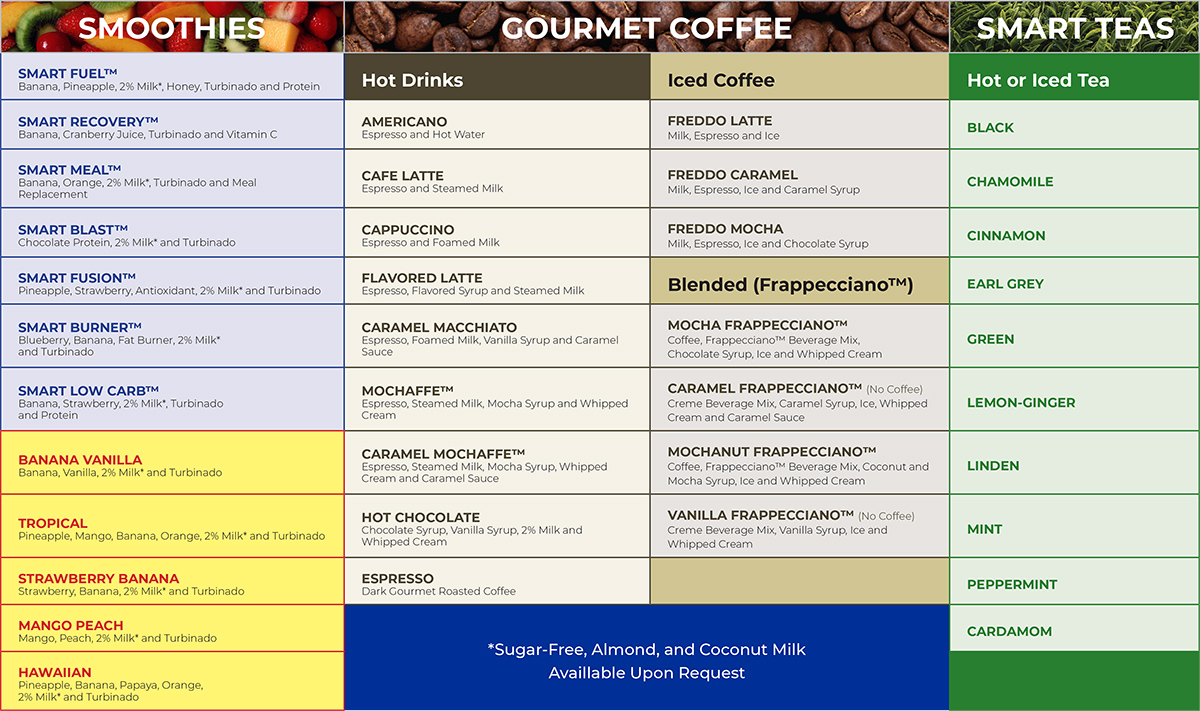 SMOOTHIES
SMART FUEL™
Banana, Pineapple, 2% Milk*, Honey, Turbinado and Protein
SMART RECOVERY™
Banana, Cranberry Juice, Turbinado and Vitamin C
SMART MEAL™
Banana, Orange, 2% Milk*, Turbinado and Meal
Replacement
SMART BLAST™
Chocolate Protein, 2% Milk* and Turbinado
SMART FUSION™
Pineapple, Strawberry, Antioxidant, 2% Milk* and Turbinado
SMART BURNER™
Blueberry, Banana, Fat Burner, 2% Milk*
and Turbinado
SMART LOW CARB™
Banana, Strawberry, 2% Milk*, Turbinado
and Protein
BANANA VANILLA
Banana, Vanilla, 2% Milk* and Turbinado
TROPICAL
Pineapple, Mango, Banana, Orange, 2% Milk* and Turbinado
STRAWBERRY BANANA
Strawberry, Banana, 2% Milk* and Turbinado
MANGO PEACH
Mango, Peach, 2% Milk* and Turbinado
HAWAIIAN
Pineapple, Banana, Papaya, Orange,
2% Milk* and Turbinado
GOURMET COFFEE
Hot Drinks
AMERICANO
Espresso and Hot Water
CAFE LATTE
Espresso and Steamed Milk
CAPPUCCINO
Espresso and Foamed Milk
FLAVORED LATTE
Espresso, Flavored Syrup and Steamed Milk
CARAMEL MACCHIATO
Espresso, Foamed Milk, Vanilla Syrup and Caramel
Sauce
MOCHAFFE™
Espresso, Steamed Milk, Mocha Syrup and Whipped
Cream
CARAMEL MOCHAFFE™
Espresso, Steamed Milk, Mocha Syrup, Whipped
Cream and Caramel Sauce
HOT CHOCOLATE
Chocolate Syrup, Vanilla Syrup, 2% Milk and
Whipped Cream
ESPRESSO
Dark Gourmet Roasted Coffee
Iced Coffee
FREDDO LATTE
Milk, Espresso and Ice
FREDDO CARAMEL
Milk, Espresso, Ice and Caramel Syrup
FREDDO MOCHA
Milk, Espresso, Ice and Chocolate Syrup
Blended (Frappecciano™)
MOCHA FRAPPECCIANO™
Coffee, Frappecciano™ Beverage Mix,
Chocolate Syrup, Ice and Whipped Cream
CARAMEL FRAPPECCIANO™ (No Coffee)
Creme Beverage Mix, Caramel Syrup, Ice, Whipped
Cream and Caramel Sauce
MOCHANUT FRAPPECCIANO™
Coffee, Frappecciano™ Beverage Mix, Coconut and
Mocha Syrup, Ice and Whipped Cream
VANILLA FRAPPECCIANO™ (No Coffee)
Creme Beverage Mix, Vanilla Syrup, Ice and
Whipped Cream
*Sugar-Free, Almond, and Coconut Milk
Available Upon Request
SMART TEAS
Hot or Iced Tea
BLACK
CHAMOMILE
CINNAMON
EARL GREY
GREEN
LEMON-GINGER
LINDEN
MINT
PEPPERMINT
CARDAMOM